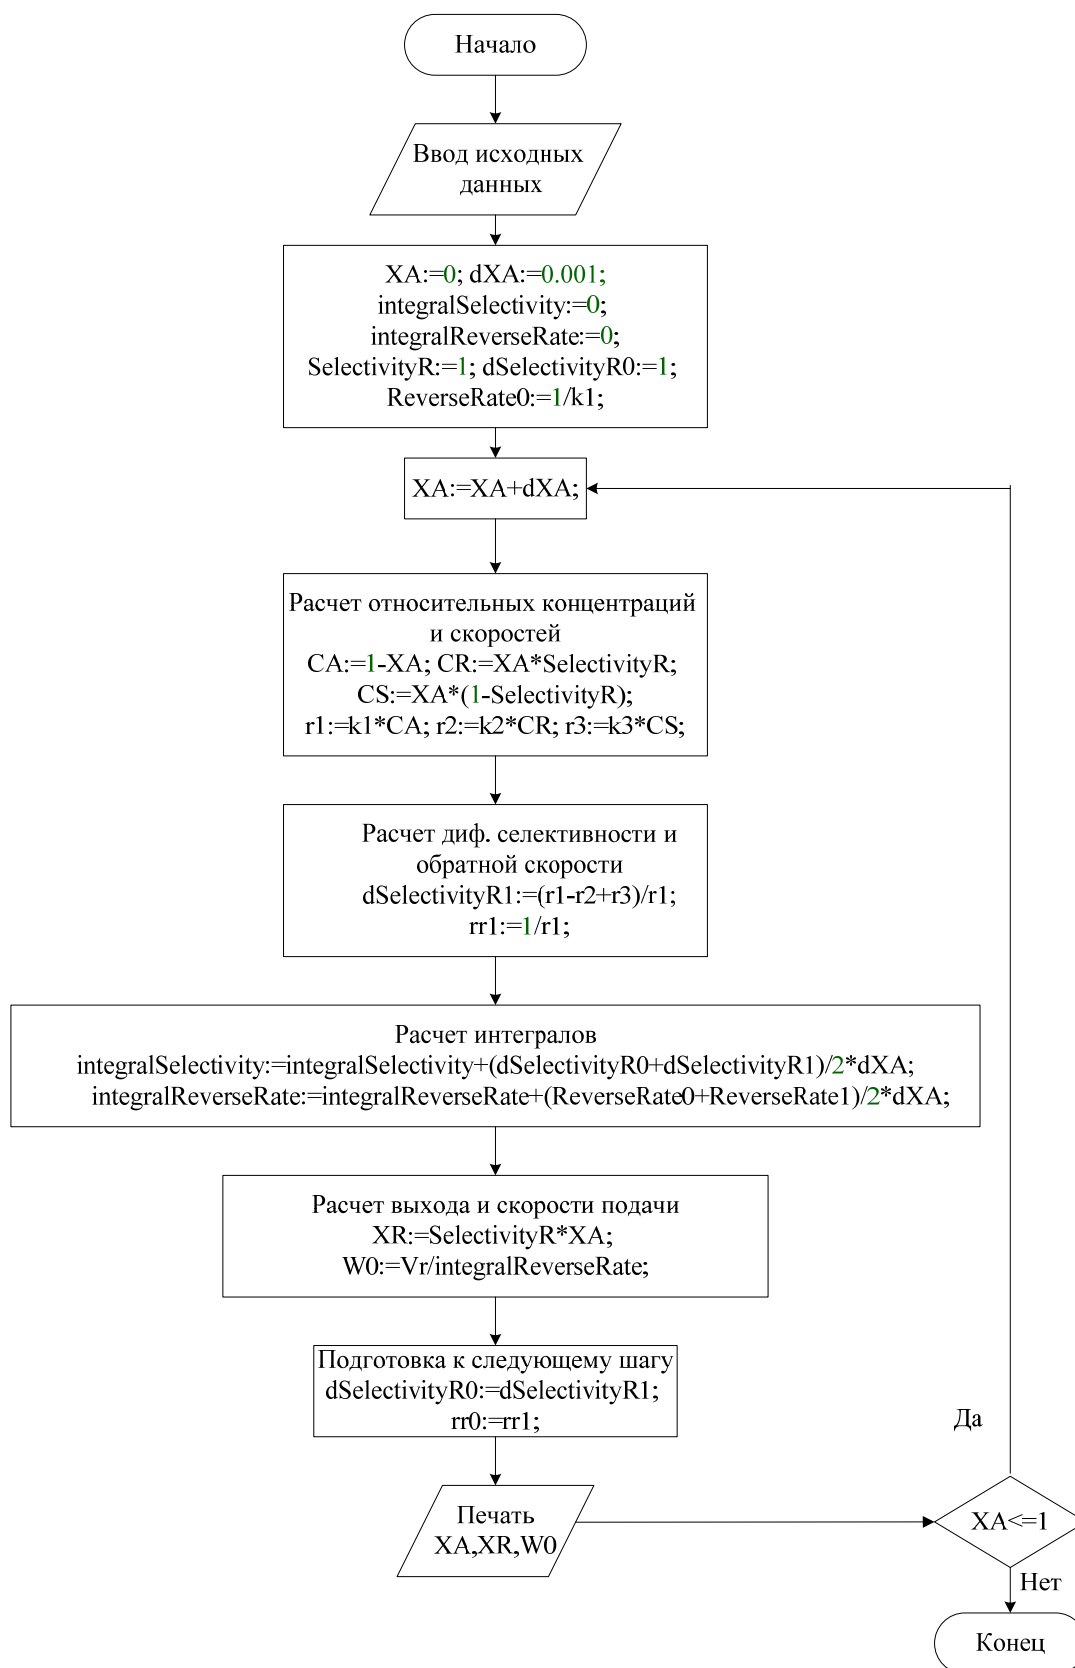 Начало
Ввод исходных
данных
XA:=0; dXA:=0.001;
integralSelectivity:=0;
integralReverseRate:=0;
SelectivityR:=1; dSelectivityR0:=1;
ReverseRate0:=1/k1;
XA:=XA+dXA;
Расчет относительных концентраций
и скоростей
CA:=1-XA; CR:=XA*SelectivityR;
CS:=XA*(1-SelectivityR);
r1:=k1*CA; r2:=k2*CR; r3:=k3*CS;
Расчет диф. селективности и
обратной скорости
dSelectivityR1:=(r1-r2+r3)/r1;
rr1:=1/r1;
Расчет интегралов
integralSelectivity:=integralSelectivity+(dSelectivityR0+dSelectivityR1)/2*dXA;
integralReverseRate:=integralReverseRate+(ReverseRate0+ReverseRate1)/2*dXA;
Расчет выхода и скорости подачи
XR:=SelectivityR*XA;
W0:=Vr/integralReverseRate;
Подготовка к следующему шагу
dSelectivityR0:=dSelectivityR1;
rr0:=rr1;
Печать
XA,XR,W0
Да
XA<=1
Нет
Конец